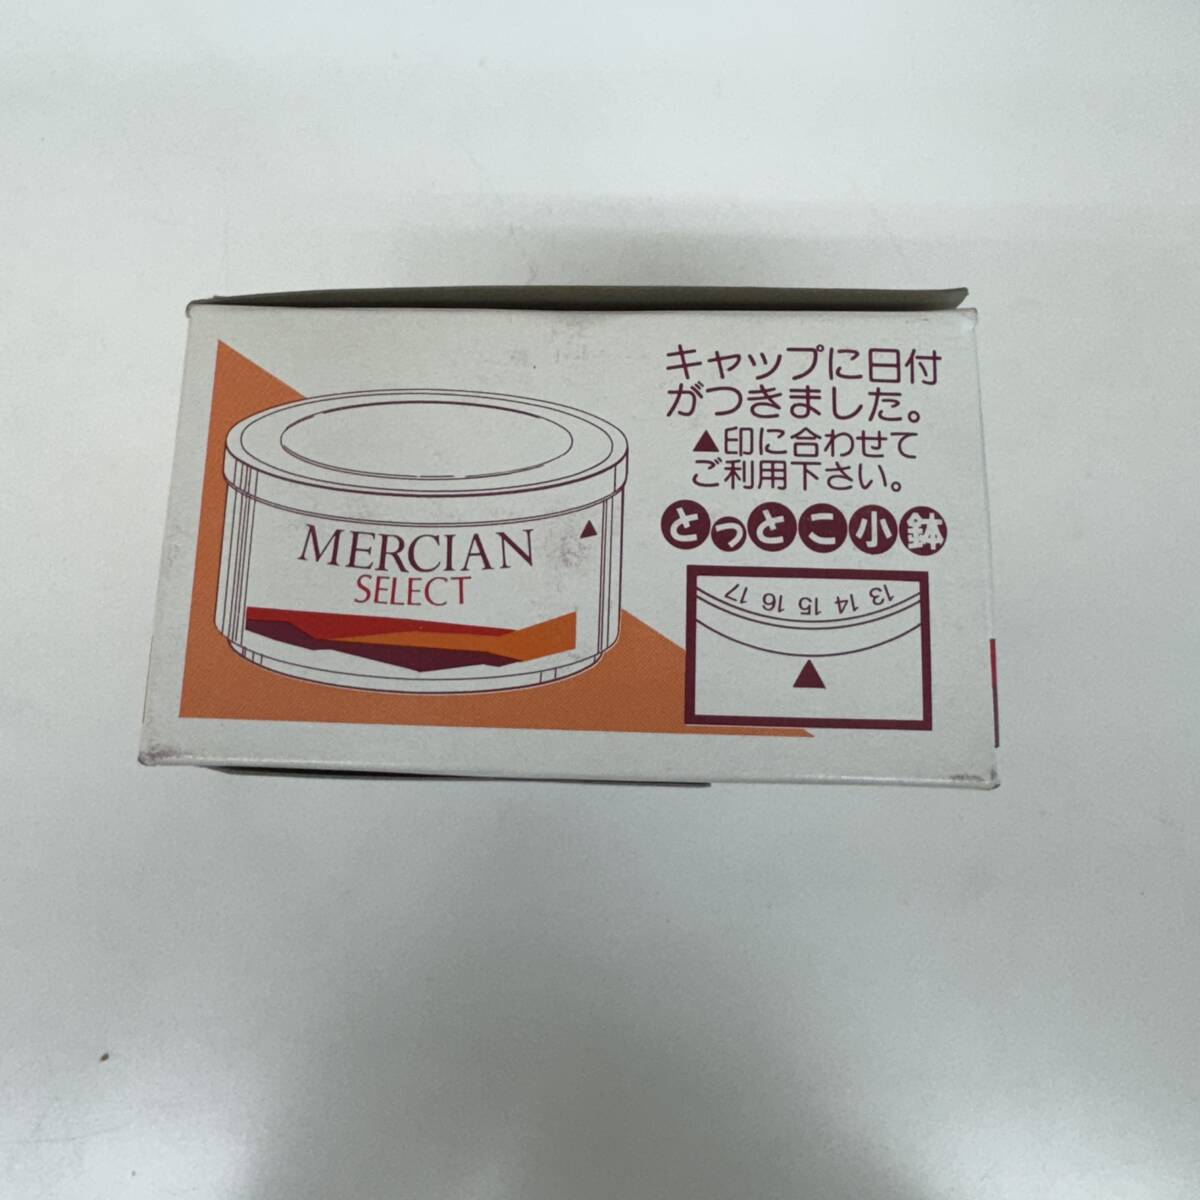 キャップに日付
がつきました。
▲印に合わせて
ご利用下さい。
とっとこ小鉢
MERCIAN
SELECT
13 14 15 16 17